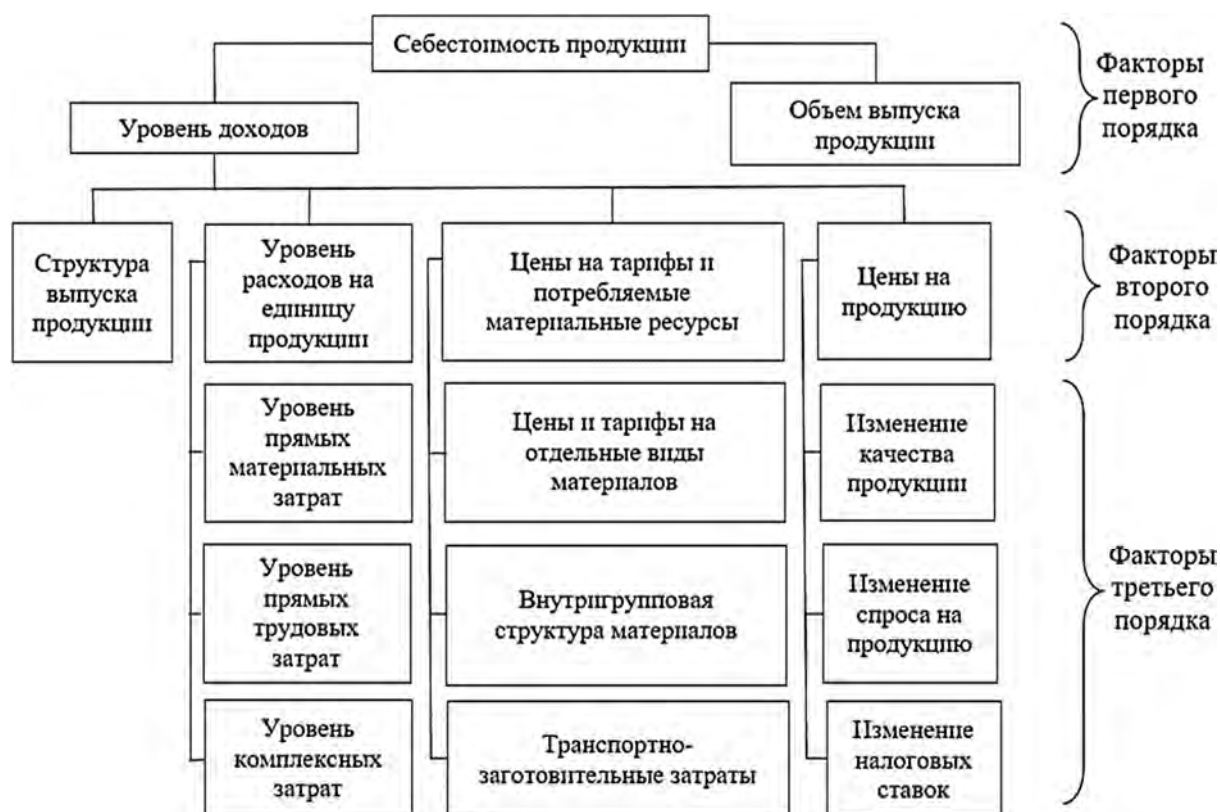 Себестоимость продукции
Уровень доходов
Объем выпуска
продукции
Факторы
первого
порядка
Структура
выпуска
продукции
Уровень
расходов на
единицу
продукции
Цены на тарифы и
потребляемые
материальные ресурсы
Цены на
продукцию
Факторы
второго
порядка
Уровень
прямых
материальных
затрат
Цены и тарифы на
отдельные виды
материалов
Изменение
качества
продукции
Уровень
прямых
трудовых
затрат
Внутригрупповая
структура материалов
Изменение
спроса на
продукцию
Факторы
третьего
порядка
Уровень
комплексных
затрат
Транспортно-
заготовительные затраты
Изменение
налоговых
ставок